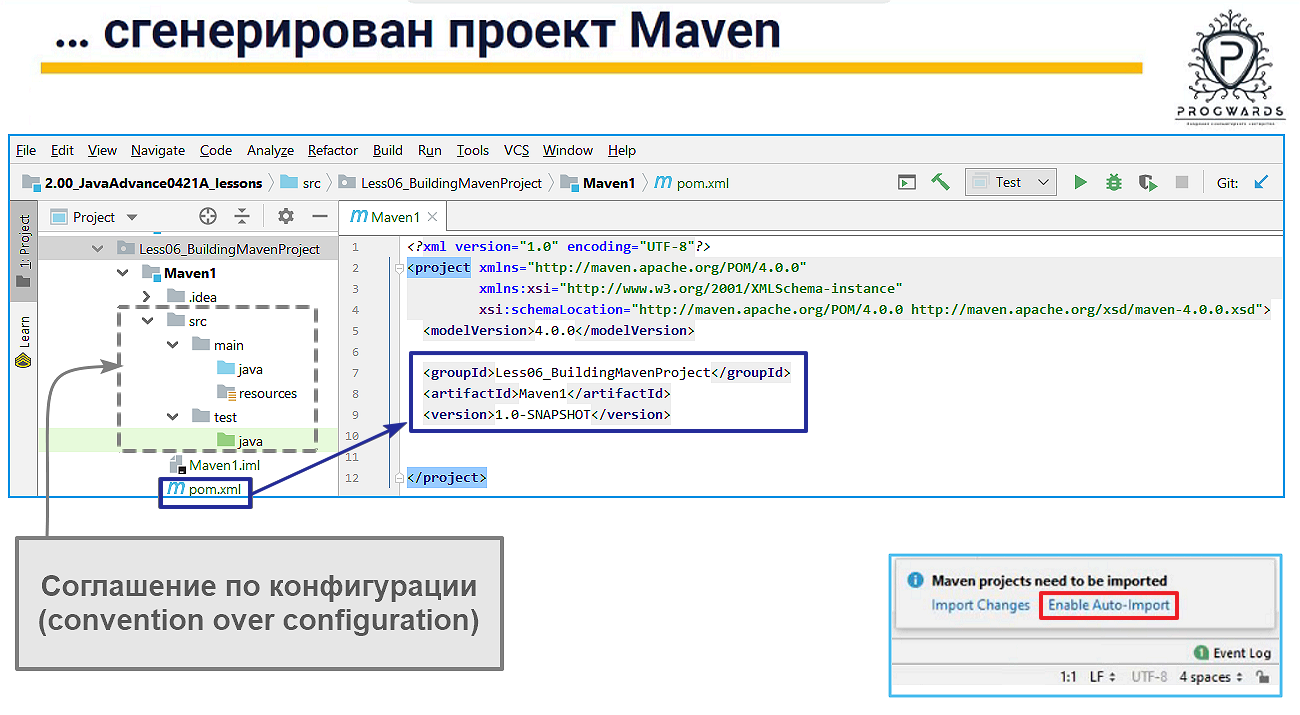 ... сгенерирован проект Maven
PROGWARDS
File Edit View Navigate Code Analyze Refactor Build Run Tools VCS Window Help
2.00_JavaAdvance0421A_lessons src Less06_BuildingMavenProject Maven1 m pom.xml Test Git:
1: Project
Learn
Project
Less06_BuildingMavenProject
Maven1
.idea
src
main
java
resources
test
java
Maven1.iml
m pom.xml
m Maven1
1 <?xml version="1.0" encoding="UTF-8"?>
2 <project xmlns="http://maven.apache.org/POM/4.0.0"
3 xmlns:xsi="http://www.w3.org/2001/XMLSchema-instance"
4 xsi:schemaLocation="http://maven.apache.org/POM/4.0.0 http://maven.apache.org/xsd/maven-4.0.0.xsd">
5 <modelVersion>4.0.0</modelVersion>
6
7 <groupId>Less06_BuildingMavenProject</groupId>
8 <artifactId>Maven1</artifactId>
9 <version>1.0-SNAPSHOT</version>
10
11
12 </project>
Соглашение по конфигурации
(convention over configuration)
Maven projects need to be imported
Import Changes Enable Auto-Import
1 Event Log
1:1 LF UTF-8 4 spaces